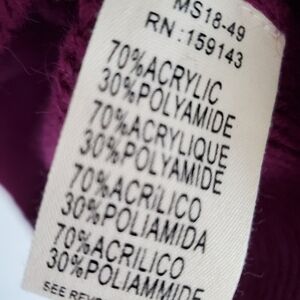 MS18-49
RN:159143
70%ACRYLIC
30%POLYAMIDE
70%ACRYLIQUE
30%POLYAMIDE
70%ACRILICO
30%POLIAMIDA
70%ACRILICO
30%POLIAMMIDE
SEE